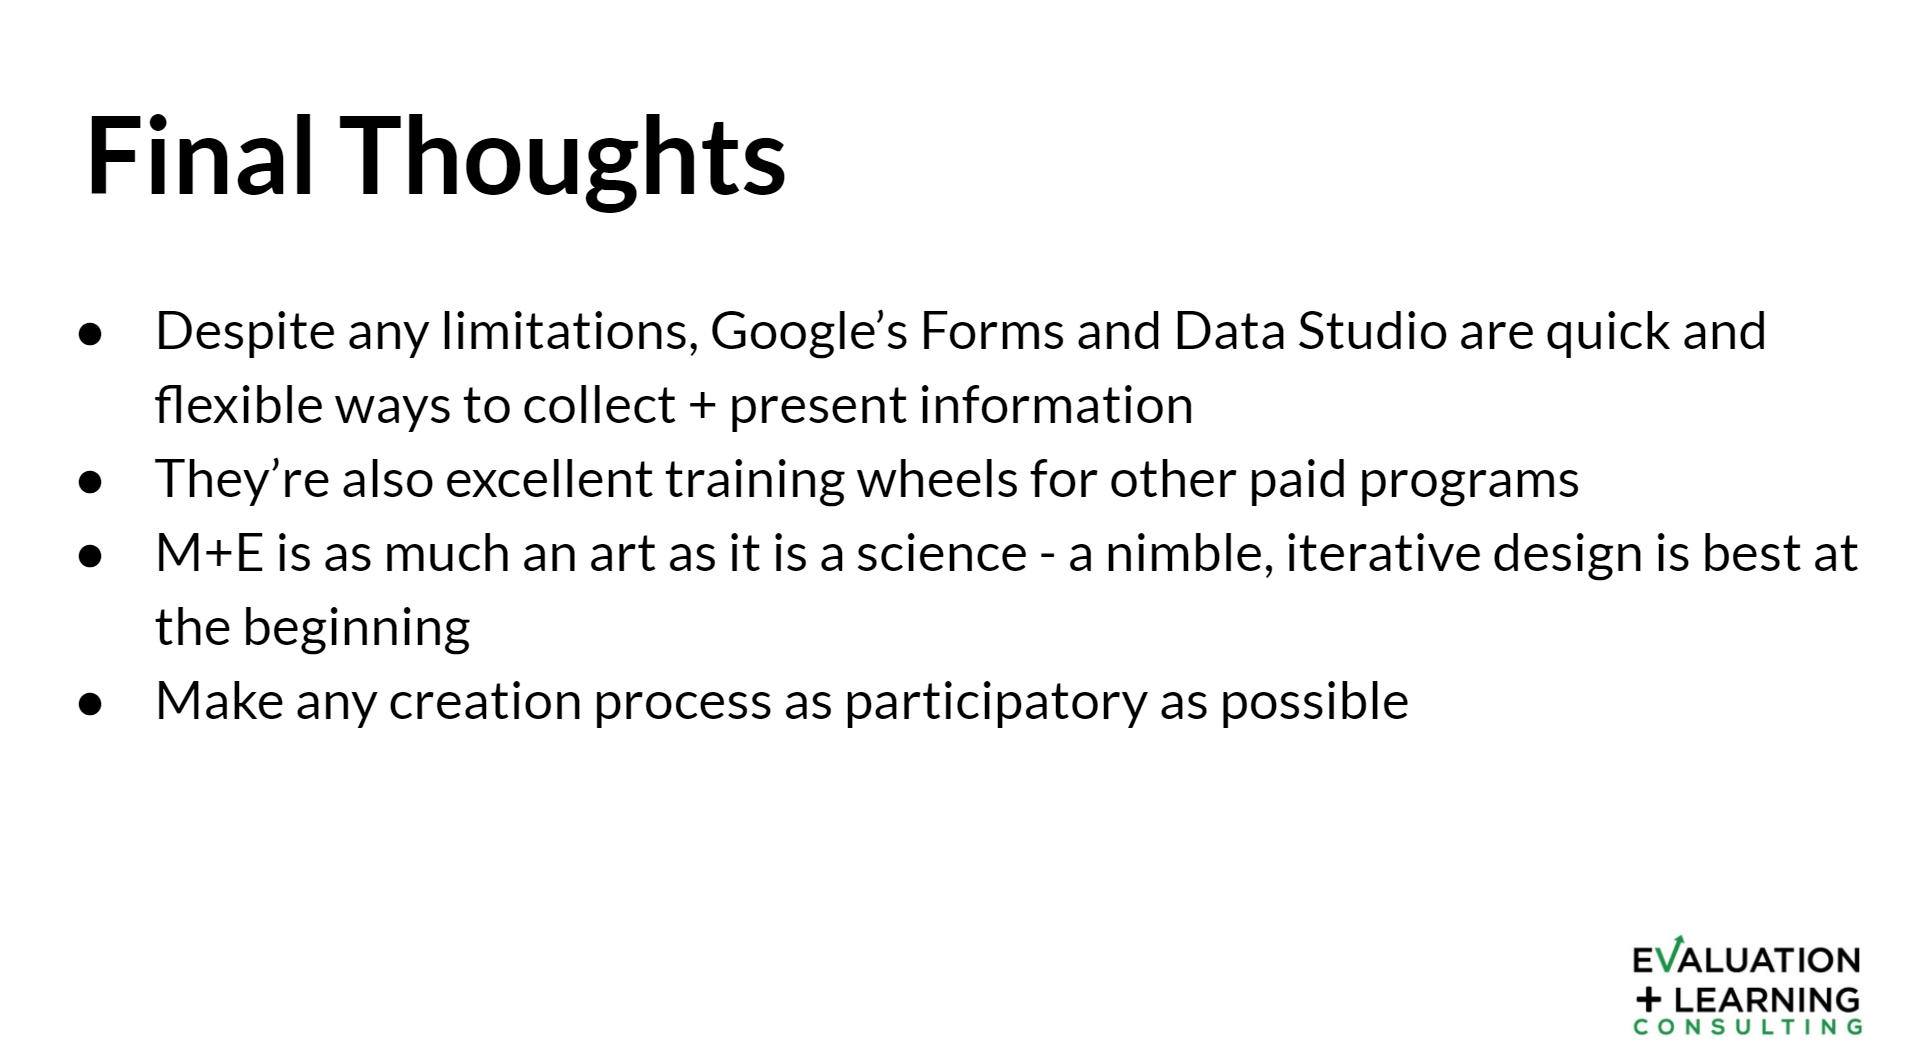 Final Thoughts
● Despite any limitations, Google’s Forms and Data Studio are quick and
flexible ways to collect + present information
● They’re also excellent training wheels for other paid programs
● M+E is as much an art as it is a science - a nimble, iterative design is best at
the beginning
● Make any creation process as participatory as possible
EVALUATION
+ LEARNING
CONSULTING